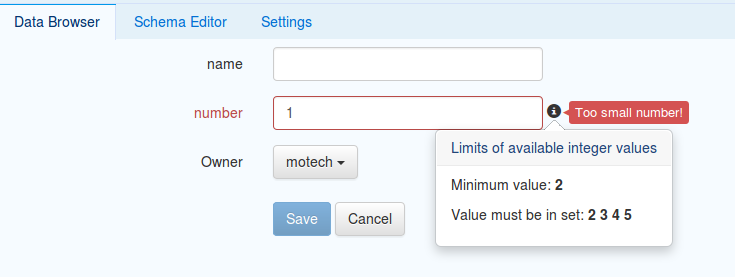 Data Browser Schema Editor Settings
name
number 1 Too small number!
Limits of available integer values
Owner motech
Minimum value: 2
Value must be in set: 2 3 4 5
Save Cancel